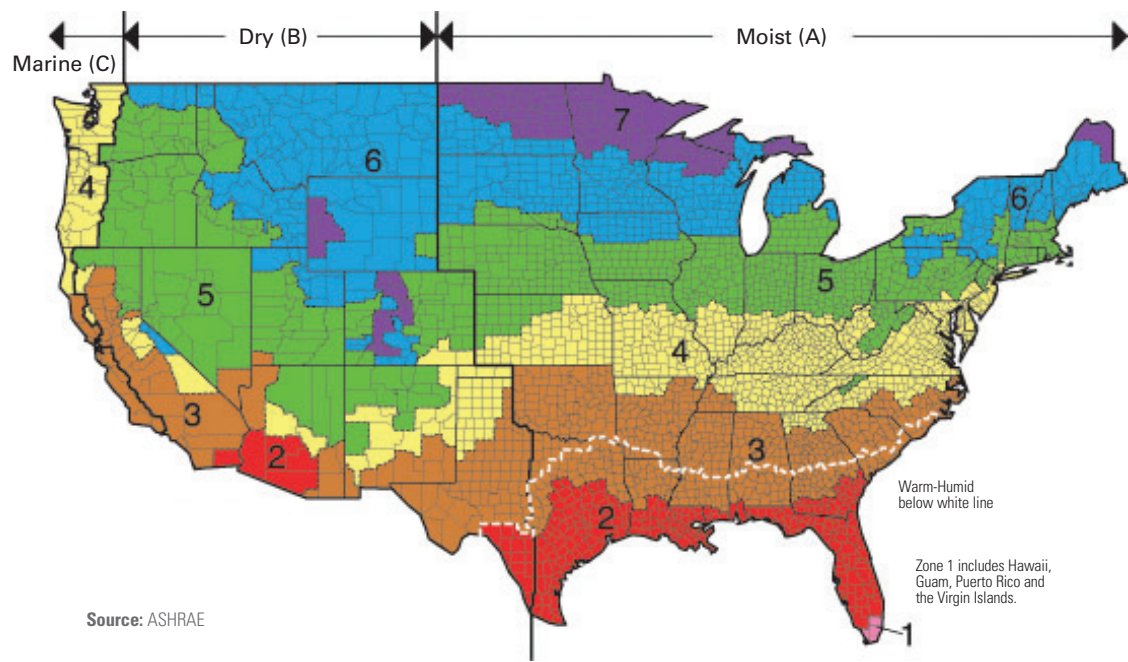 Dry (B)
Moist (A)
Marine (C)
7
6
4
6
5
5
4
3
3
2
2
Warm-Humid
below white line
Zone 1 includes Hawaii,
Guam, Puerto Rico and
the Virgin Islands.
Source: ASHRAE
1